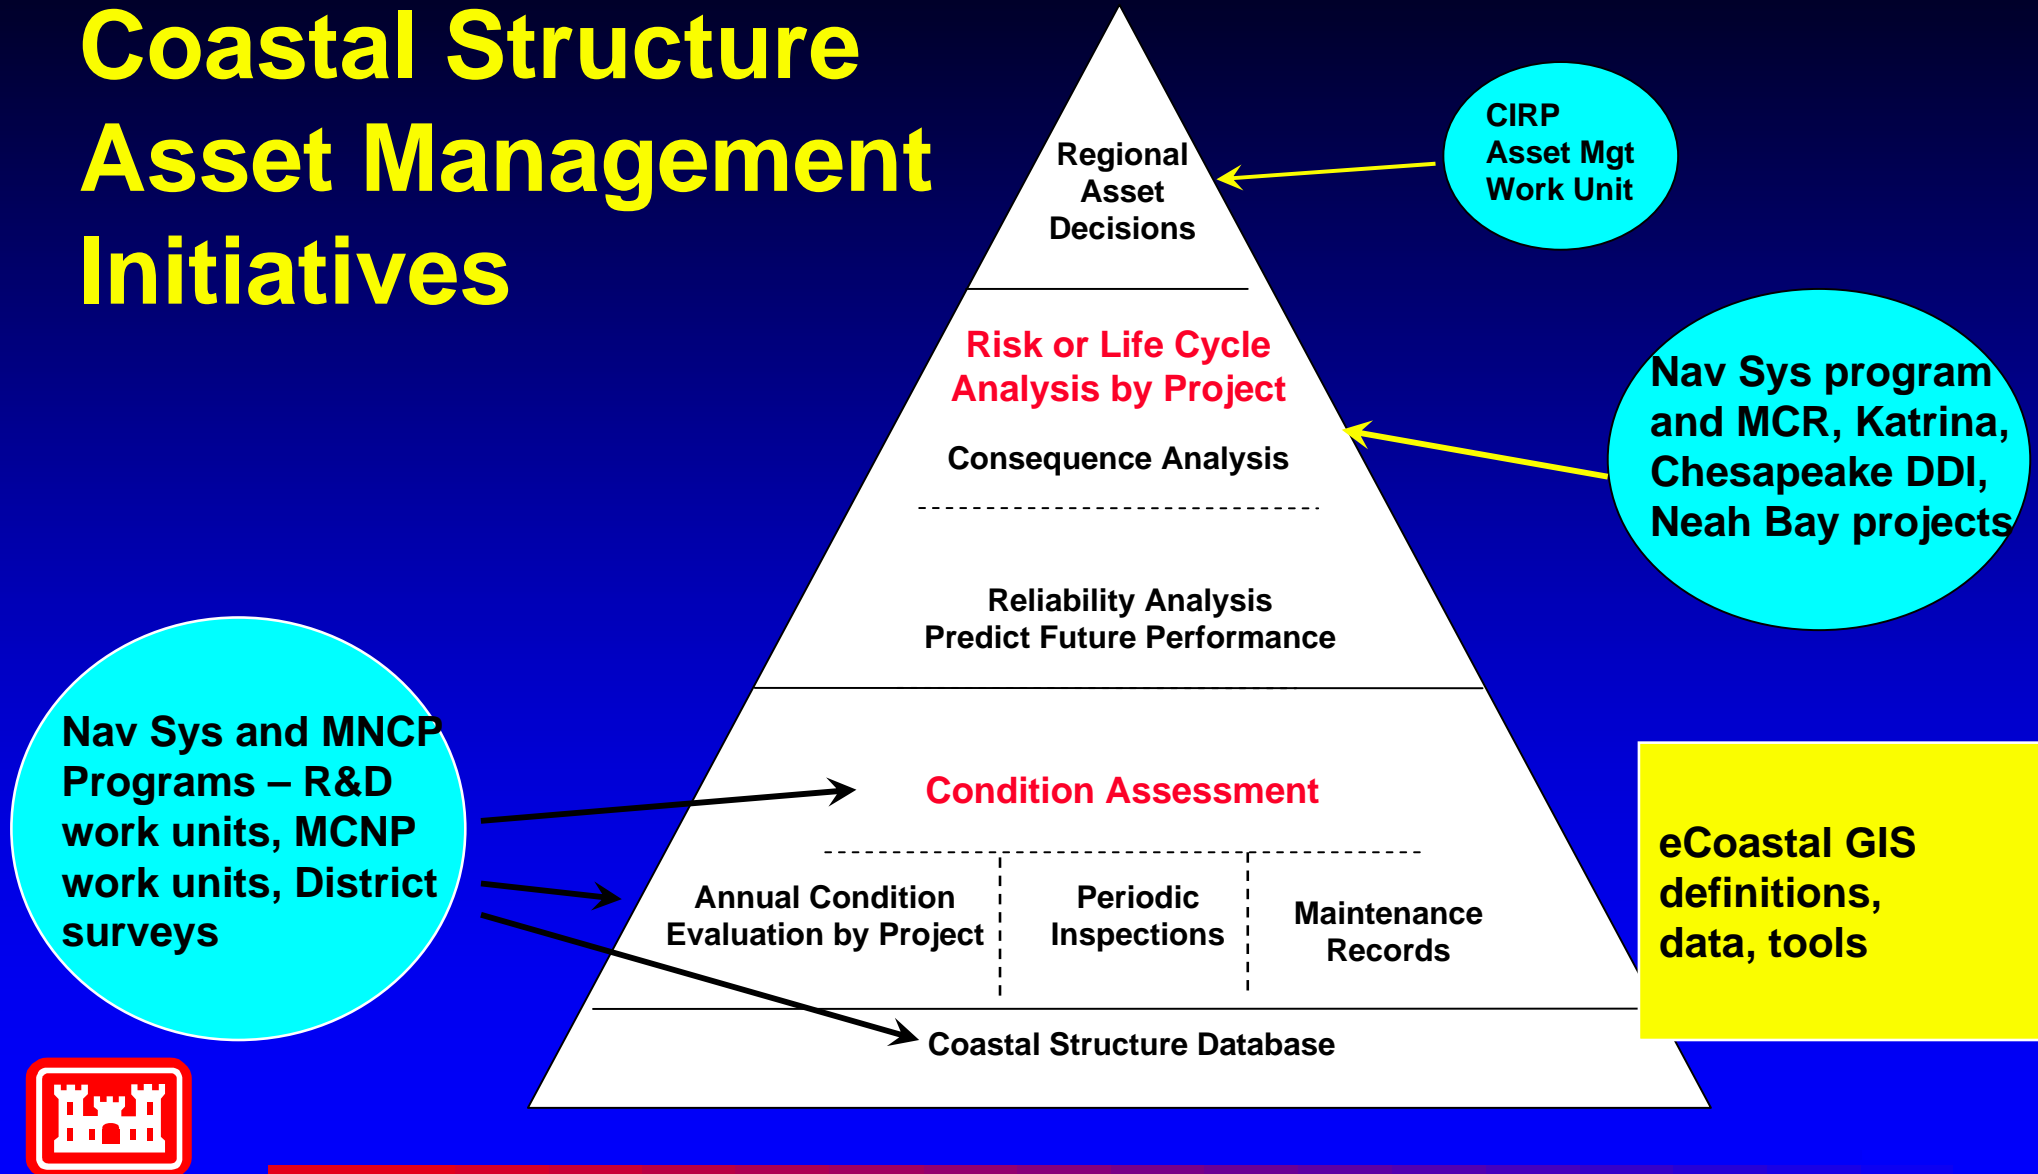 Coastal Structure
Asset Management
Initiatives
Regional
Asset
Decisions
CIRP
Asset Mgt
Work Unit
Risk or Life Cycle
Analysis by Project
Consequence Analysis
Nav Sys program
and MCR, Katrina,
Chesapeake DDI,
Neah Bay projects
Reliability Analysis
Predict Future Performance
Nav Sys and MNCP
Programs – R&D
work units, MCNP
work units, District
surveys
Condition Assessment
Annual Condition
Evaluation by Project
Periodic
Inspections
Maintenance
Records
eCoastal GIS
definitions,
data, tools
Coastal Structure Database